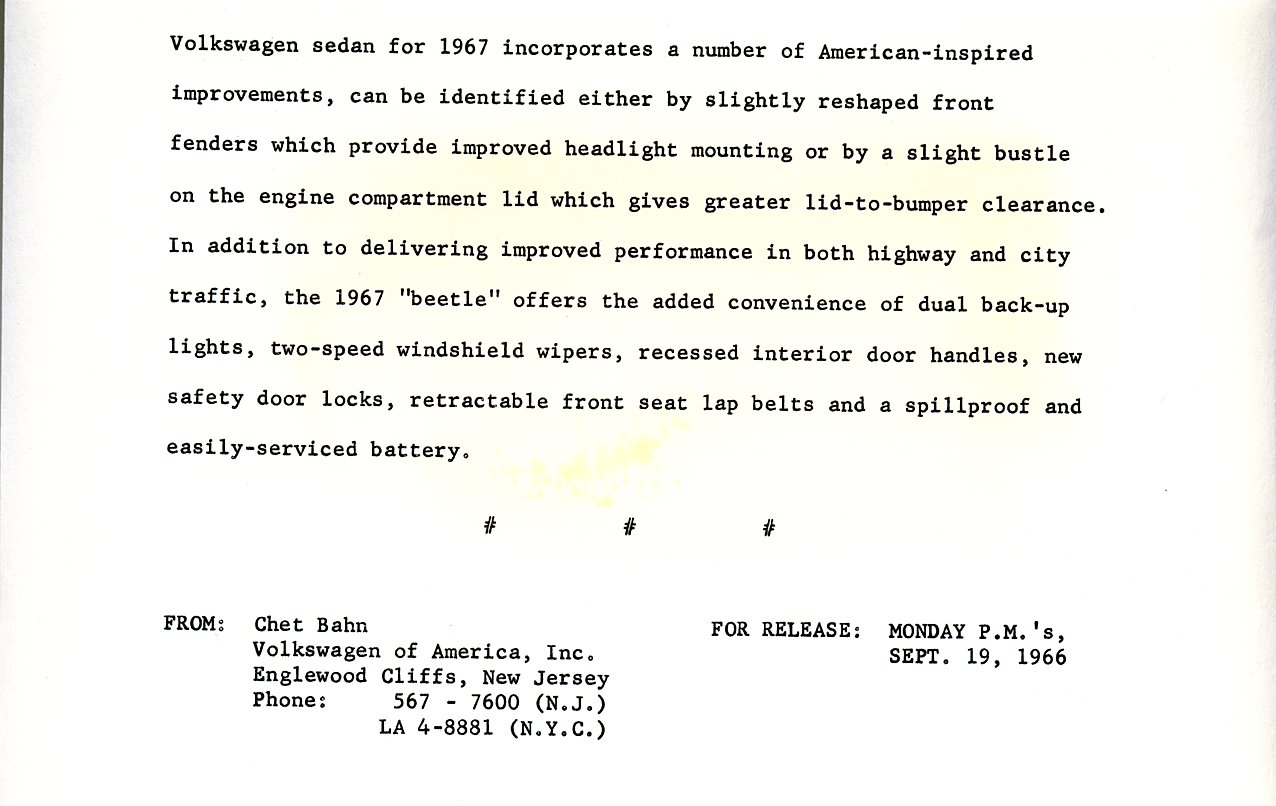 Volkswagen sedan for 1967 incorporates a number of American-inspired
improvements, can be identified either by slightly reshaped front
fenders which provide improved headlight mounting or by a slight bustle
on the engine compartment lid which gives greater lid-to-bumper clearance.
In addition to delivering improved performance in both highway and city
traffic, the 1967 "beetle" offers the added convenience of dual back-up
lights, two-speed windshield wipers, recessed interior door handles, new
safety door locks, retractable front seat lap belts and a spillproof and
easily-serviced battery.
# # #
FROM: Chet Bahn
Volkswagen of America, Inc.
Englewood Cliffs, New Jersey
Phone: 567 - 7600 (N.J.)
LA 4-8881 (N.Y.C.)
FOR RELEASE: MONDAY P.M.'s,
SEPT. 19, 1966